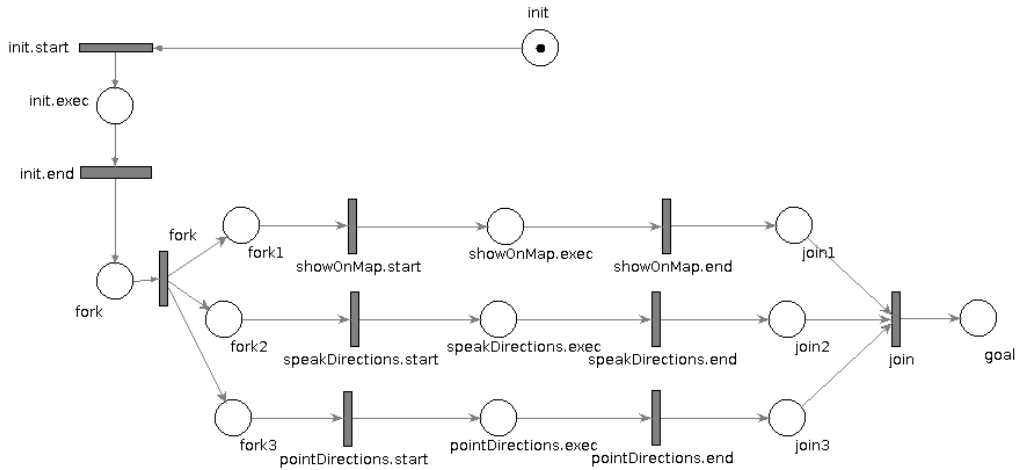 init
init.start
init.exec
init.end
fork
fork
fork1
showOnMap.start
showOnMap.exec
showOnMap.end
join1
fork2
speakDirections.start
speakDirections.exec
speakDirections.end
join2
join
goal
fork3
pointDirections.start
pointDirections.exec
pointDirections.end
join3